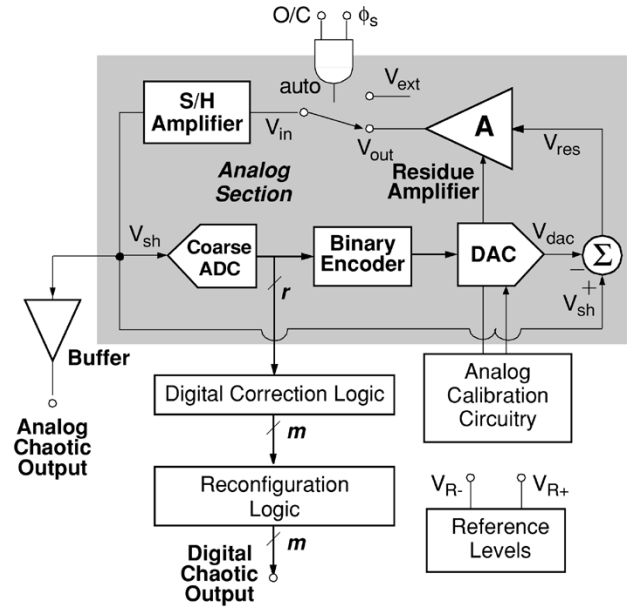 O/C ϕs
auto
Vext
S/H
Amplifier
Vin
Vout
A
Vres
Analog
Section
Residue
Amplifier
Vsh
Coarse
ADC
Binary
Encoder
DAC
Vdac
Σ
−
+
Vsh
r
Buffer
Analog
Chaotic
Output
Digital Correction Logic
Analog
Calibration
Circuitry
m
Reconfiguration
Logic
VR- VR+
Reference
Levels
m
Digital
Chaotic
Output